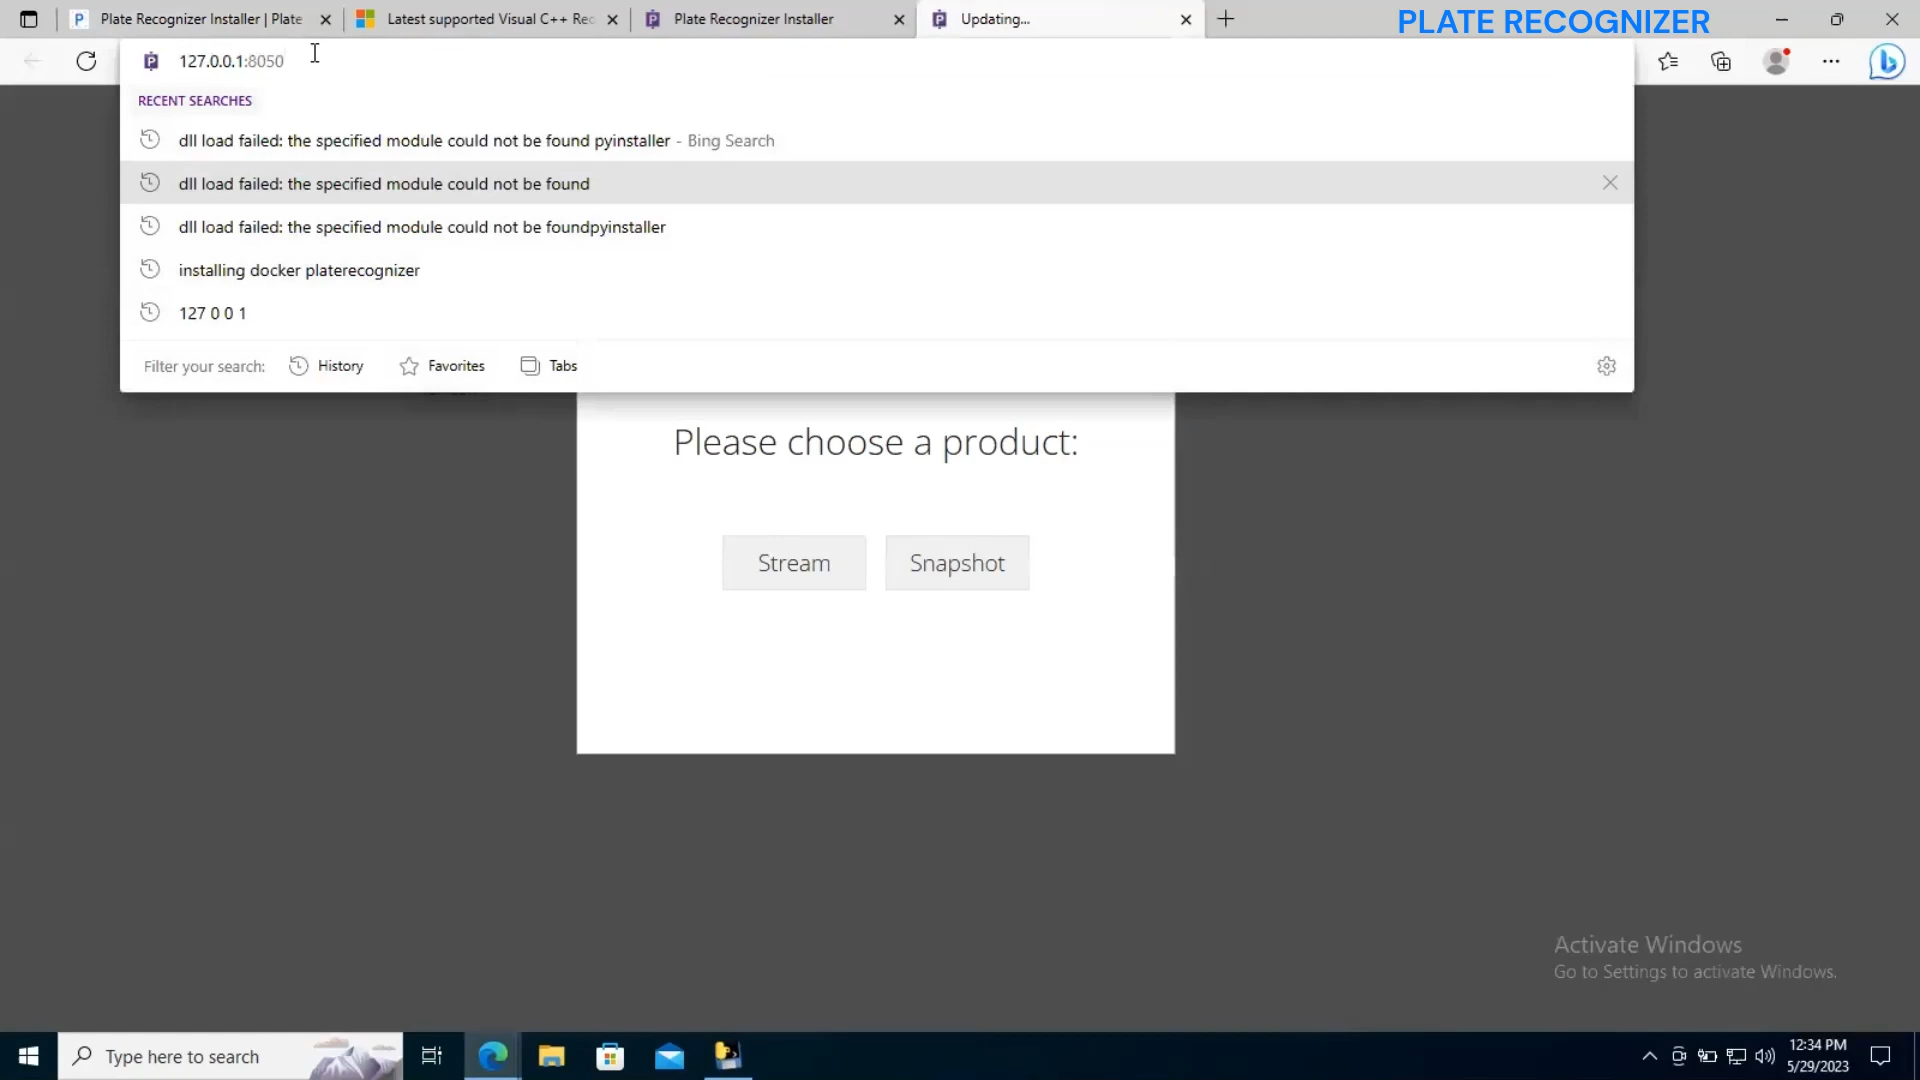 Plate Recognizer Installer | Plate
Latest supported Visual C++ Rec
Plate Recognizer Installer
Updating...
PLATE RECOGNIZER
127.0.0.1:8050
RECENT SEARCHES
dll load failed: the specified module could not be found pyinstaller - Bing Search
dll load failed: the specified module could not be found
dll load failed: the specified module could not be foundpyinstaller
installing docker platerecognizer
127 0 0 1
Filter your search: History Favorites Tabs
Please choose a product:
Stream Snapshot
Activate Windows
Go to Settings to activate Windows.
Type here to search
12:34 PM
5/29/2023